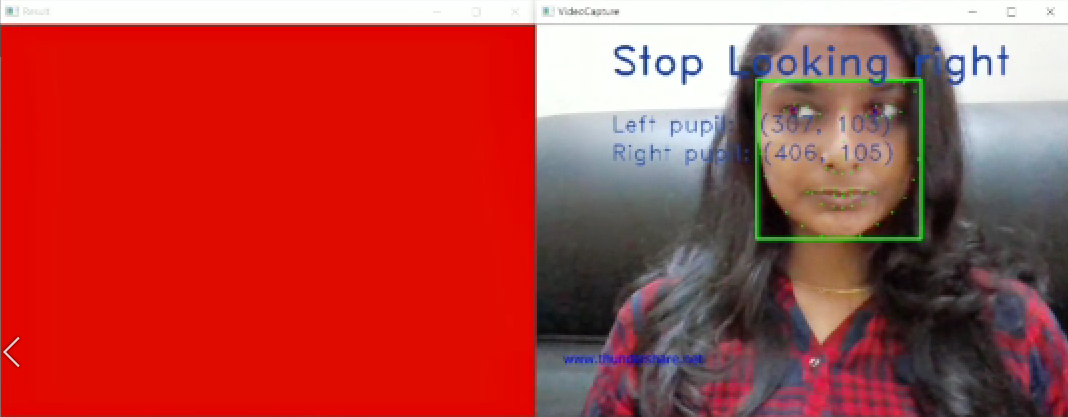 Result
VideoCapture
Stop Looking right
Left pupil: (307, 103)
Right pupil: (406, 105)
www.thundershare.net